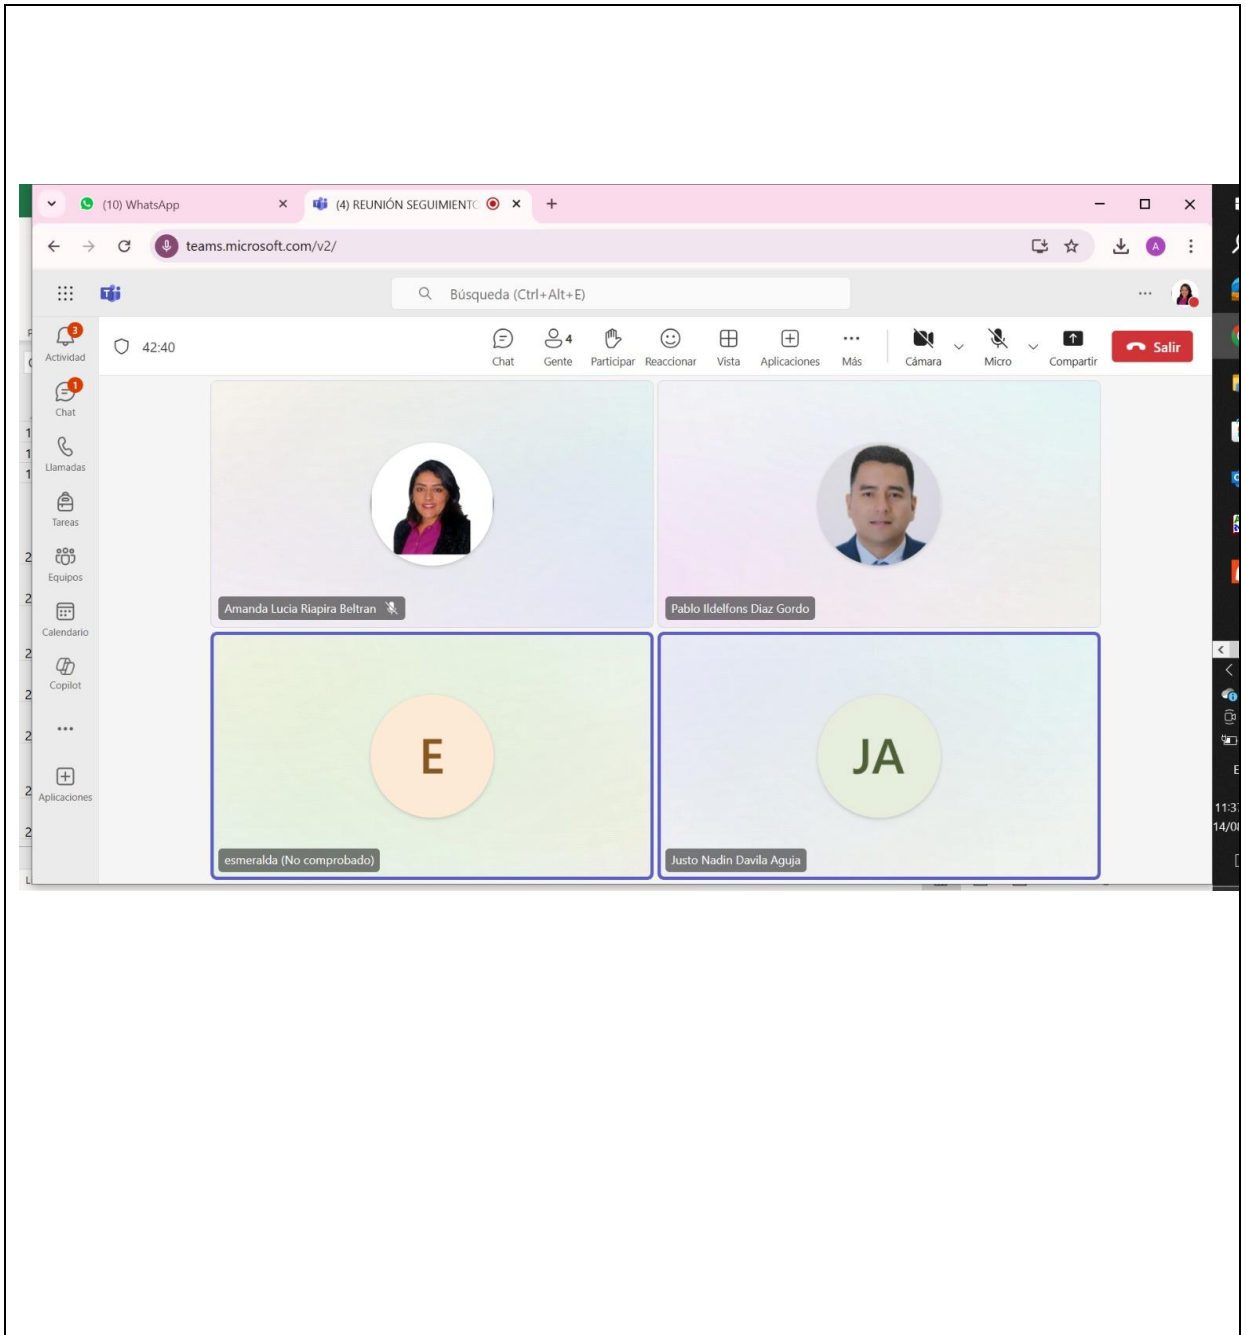 (10) WhatsApp
(4) REUNIÓN SEGUIMIENTO
teams.microsoft.com/v2/
A
Búsqueda (Ctrl+Alt+E)
3
Actividad
42:40
Chat
4
Gente
Participar
Reaccionar
Vista
Aplicaciones
Más
Cámara
Micro
Compartir
Salir
1
Chat
Llamadas
Tareas
Equipos
Calendario
Copilot
Aplicaciones
Amanda Lucia Riapira Beltran
Pablo Ildelfons Diaz Gordo
E
esmeralda (No comprobado)
JA
Justo Nadin Davila Aguja